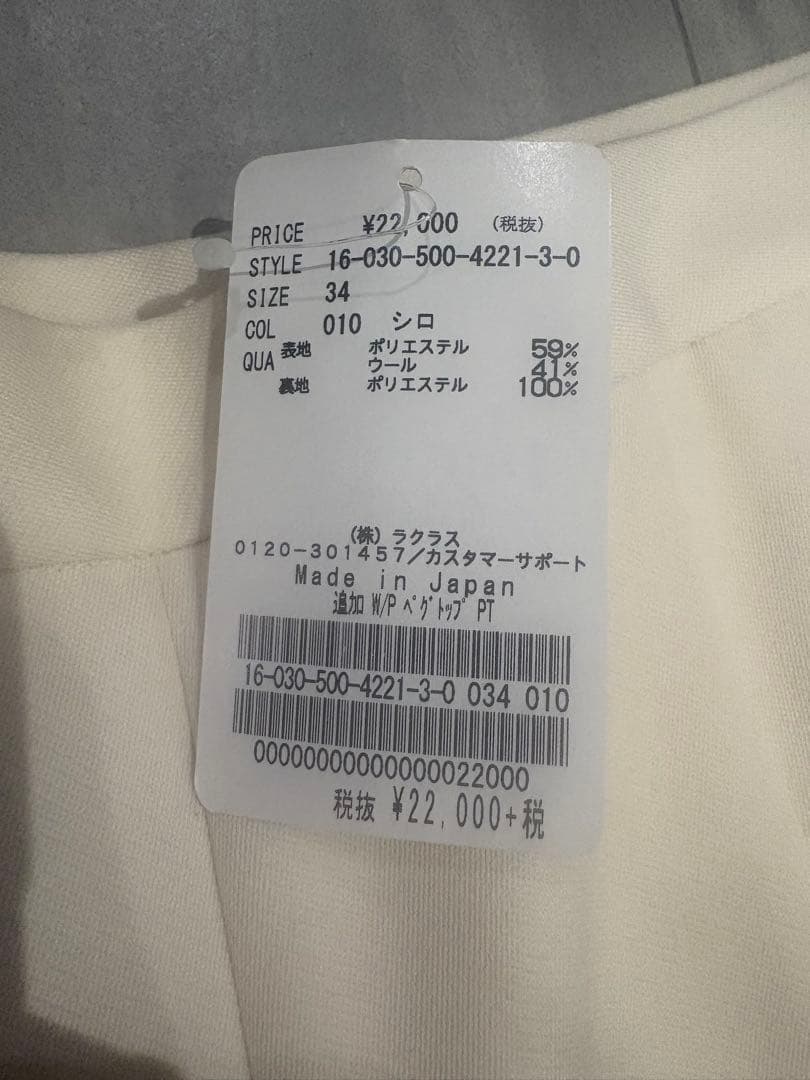 PRICE ¥22,000 (税抜)
STYLE 16-030-500-4221-3-0
SIZE 34
COL 010 シロ
QUA 表地 ポリエステル 59%
ウール 41%
裏地 ポリエステル 100%
(株) ラクラス
0120-301457/カスタマーサポート
Made in Japan
追加 W/P ペグトップ PT
16-030-500-4221-3-0 034 010
00000000000000022000
税抜 ¥22,000+税